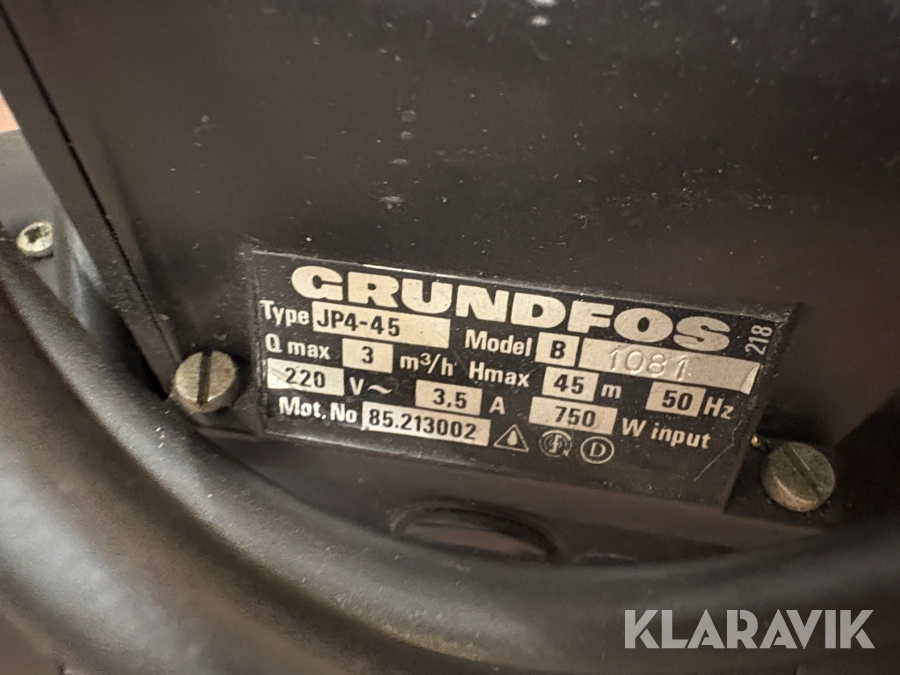 GRUNDFOS
Type JP4-45 Model B 1081 218
Q max 3 m³/h Hmax 45 m 50 Hz
220 V~ 3,5 A 750 W input
Mot. No 85.213002 D
KLARAVIK